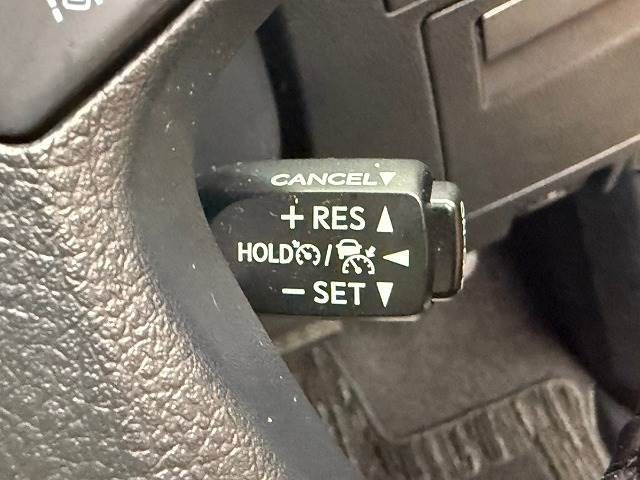 CANCEL▼
+ RES ▲
HOLD / ◀
− SET ▼